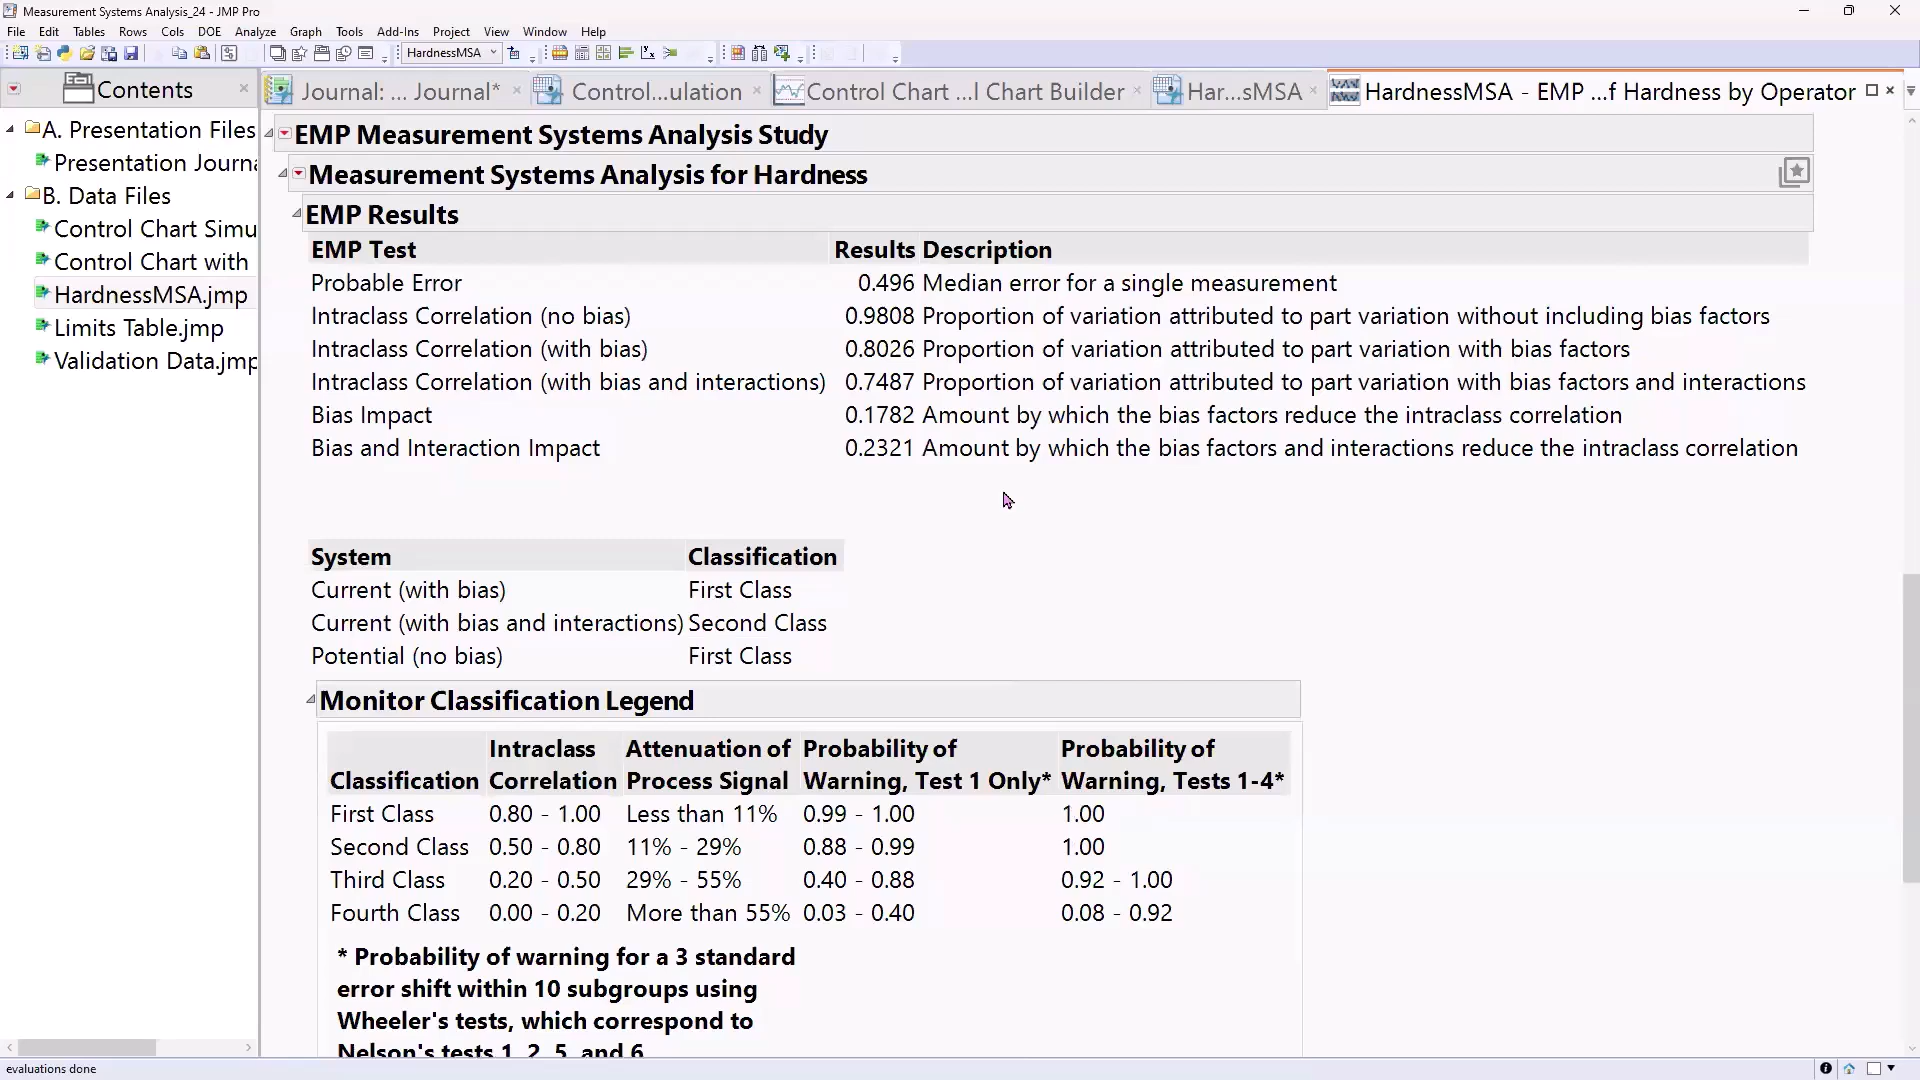 Measurement Systems Analysis_24 - JMP Pro
File Edit Tables Rows Cols DOE Analyze Graph Tools Add-Ins Project View Window Help
HardnessMSA
Contents
Journal: ... Journal*
Control...ulation
Control Chart ...l Chart Builder
Har...sMSA
HardnessMSA - EMP ...f Hardness by Operator
A. Presentation Files
Presentation Journa
B. Data Files
Control Chart Simu
Control Chart with
HardnessMSA.jmp
Limits Table.jmp
Validation Data.jmp
EMP Measurement Systems Analysis Study
Measurement Systems Analysis for Hardness
EMP Results
EMP Test Results Description
Probable Error 0.496 Median error for a single measurement
Intraclass Correlation (no bias) 0.9808 Proportion of variation attributed to part variation without including bias factors
Intraclass Correlation (with bias) 0.8026 Proportion of variation attributed to part variation with bias factors
Intraclass Correlation (with bias and interactions) 0.7487 Proportion of variation attributed to part variation with bias factors and interactions
Bias Impact 0.1782 Amount by which the bias factors reduce the intraclass correlation
Bias and Interaction Impact 0.2321 Amount by which the bias factors and interactions reduce the intraclass correlation
System Classification
Current (with bias) First Class
Current (with bias and interactions) Second Class
Potential (no bias) First Class
Monitor Classification Legend
Intraclass Attenuation of Probability of Probability of
Classification Correlation Process Signal Warning, Test 1 Only* Warning, Tests 1-4*
First Class 0.80 - 1.00 Less than 11% 0.99 - 1.00 1.00
Second Class 0.50 - 0.80 11% - 29% 0.88 - 0.99 1.00
Third Class 0.20 - 0.50 29% - 55% 0.40 - 0.88 0.92 - 1.00
Fourth Class 0.00 - 0.20 More than 55% 0.03 - 0.40 0.08 - 0.92
* Probability of warning for a 3 standard
error shift within 10 subgroups using
Wheeler's tests, which correspond to
Nelson's tests 1, 2, 5, and 6.
evaluations done